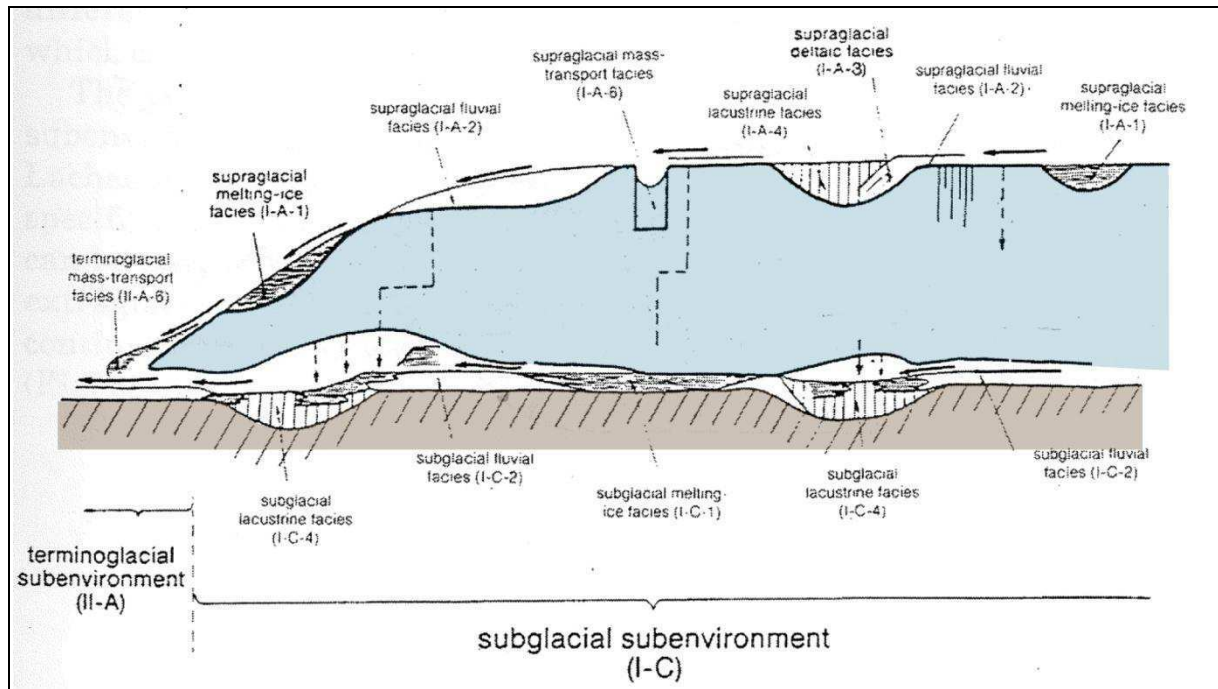 which
supraglacial
deltaic facies
(I-A-3)
supraglacial mass-
transport facies
(I-A-6)
supraglacial fluvial
facies (I-A-2)
supraglacial
melting-ice facies
(I-A-1)
supraglacial
lacustrine facies
(I-A-4)
supraglacial fluvial
facies (I-A-2)
supraglacial
melting-ice
facies (I-A-1)
terminoglacial
mass-transport
facies (II-A-6)
subglacial fluvial
facies (I-C-2)
subglacial fluvial
facies (I-C-2)
subglacial
lacustrine facies
(I-C-4)
subglacial melting-
ice facies (I-C-1)
subglacial
lacustrine facies
(I-C-4)
terminoglacial
subenvironment
(II-A)
subglacial subenvironment
(I-C)